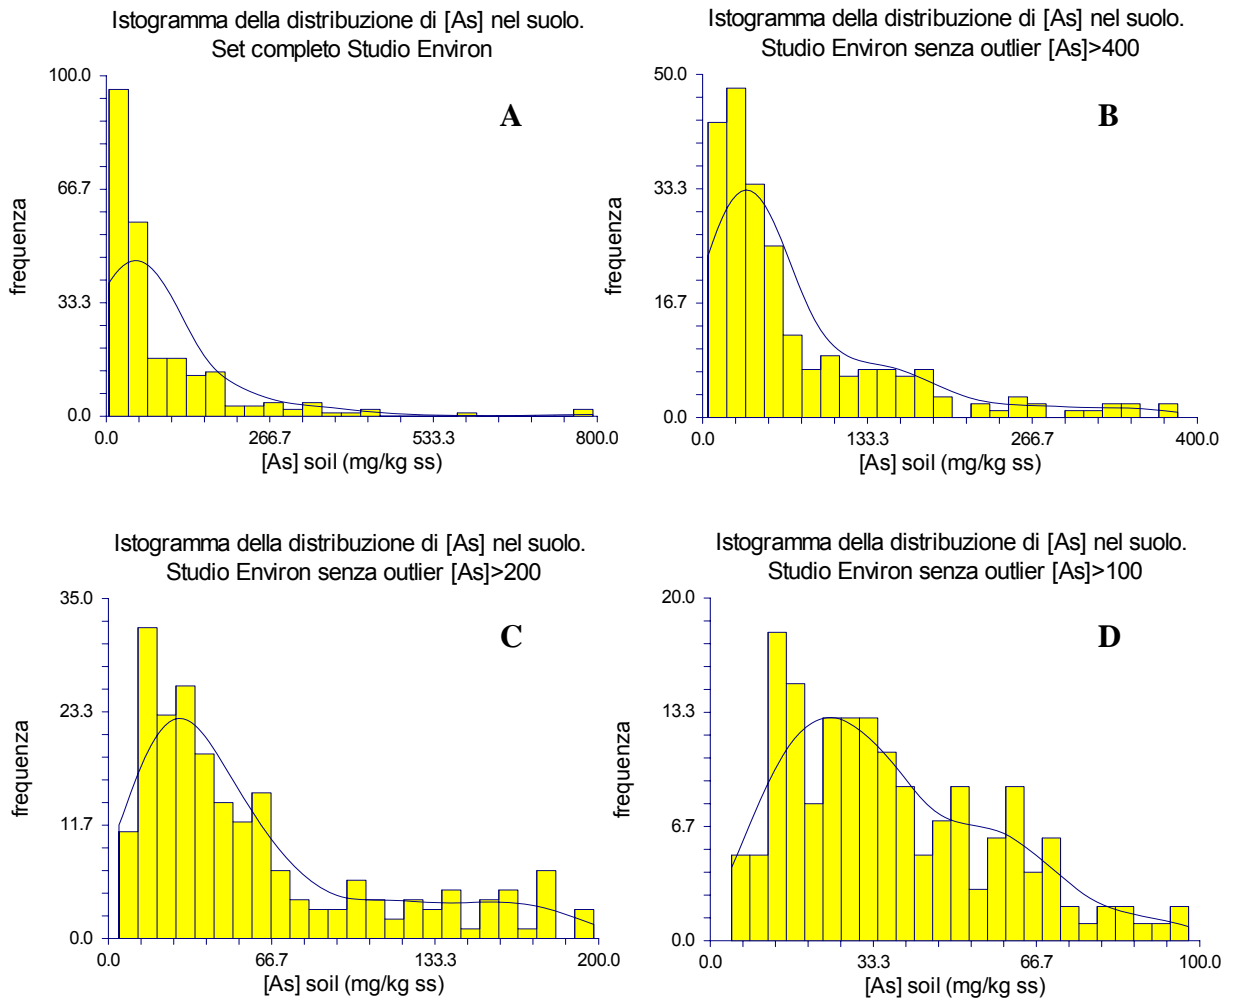 Istogramma della distribuzione di [As] nel suolo.
Set completo Studio Environ
A
100.0
66.7
33.3
0.0
frequenza
0.0 266.7 533.3 800.0
[As] soil (mg/kg ss)
Istogramma della distribuzione di [As] nel suolo.
Studio Environ senza outlier [As]>400
B
50.0
33.3
16.7
0.0
frequenza
0.0 133.3 266.7 400.0
[As] soil (mg/kg ss)
Istogramma della distribuzione di [As] nel suolo.
Studio Environ senza outlier [As]>200
C
35.0
23.3
11.7
0.0
frequenza
0.0 66.7 133.3 200.0
[As] soil (mg/kg ss)
Istogramma della distribuzione di [As] nel suolo.
Studio Environ senza outlier [As]>100
D
20.0
13.3
6.7
0.0
frequenza
0.0 33.3 66.7 100.0
[As] soil (mg/kg ss)